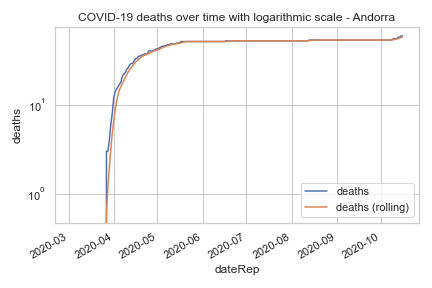 COVID-19 deaths over time with logarithmic scale - Andorra
deaths
10¹
10⁰
deaths
deaths (rolling)
2020-03
2020-04
2020-05
2020-06
2020-07
2020-08
2020-09
2020-10
dateRep